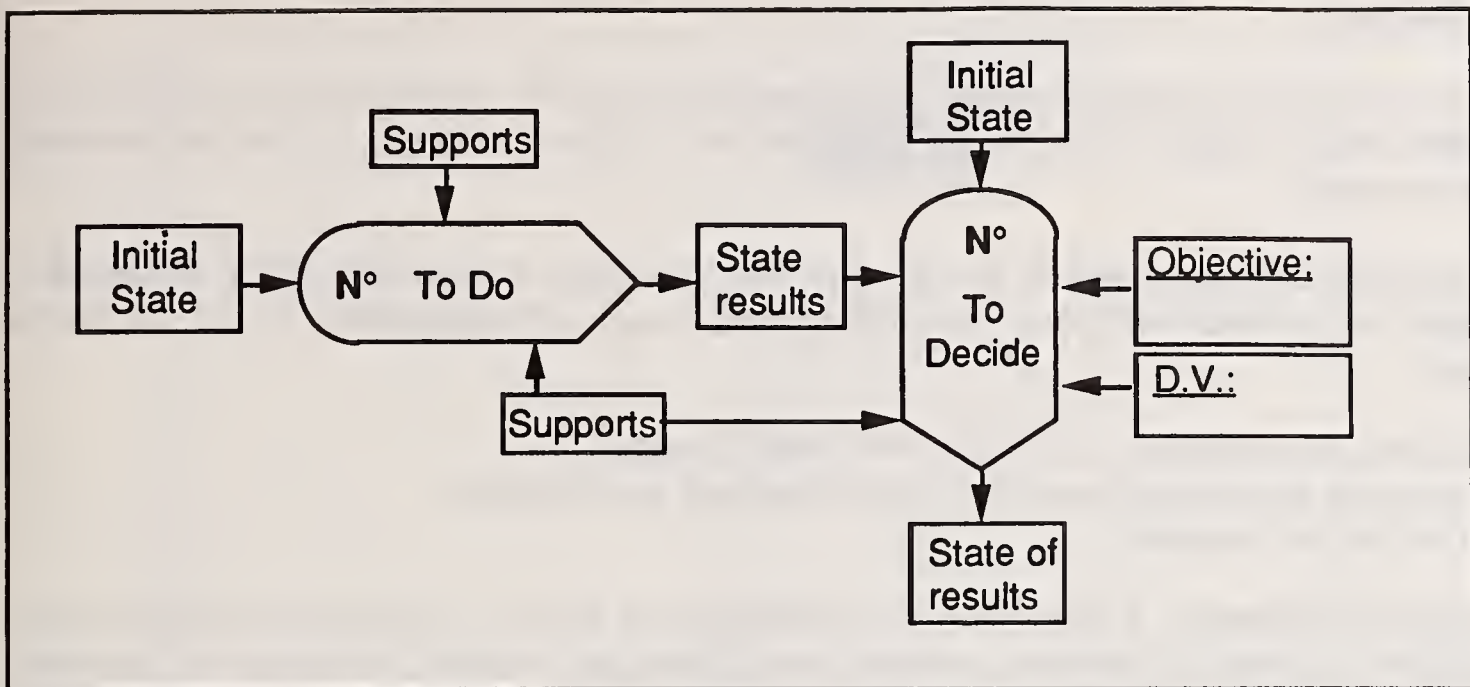 Initial
State
Supports
Initial
State
N° To Do
State
results
N°
To
Decide
Objective:
D.V.:
Supports
State of
results